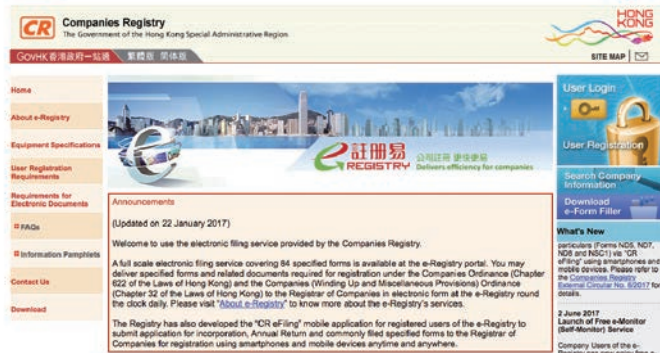 CR
Companies Registry
The Government of the Hong Kong Special Administrative Region
HONG
KONG
GovHK 香港政府一站通 繁體版 简体版
SITE MAP
Home
About e-Registry
Equipment Specifications
User Registration
Requirements
Requirements for
Electronic Documents
FAQs
Information Pamphlets
Contact Us
Download
e 註冊易
REGISTRY
公司註冊 更快更易
Delivers efficiency for companies
Announcements
(Updated on 22 January 2017)
Welcome to use the electronic filing service provided by the Companies Registry.
A full scale electronic filing service covering 84 specified forms is available at the e-Registry portal. You may
deliver specified forms and related documents required for registration under the Companies Ordinance (Chapter
622 of the Laws of Hong Kong) and the Companies (Winding Up and Miscellaneous Provisions) Ordinance
(Chapter 32 of the Laws of Hong Kong) to the Registrar of Companies in electronic form at the e-Registry round
the clock daily. Please visit "About e-Registry" to know more about the e-Registry's services.
The Registry has also developed the "CR eFiling" mobile application for registered users of the e-Registry to
submit application for incorporation, Annual Return and commonly filed specified forms to the Registrar of
Companies for registration using smartphones and mobile devices anytime and anywhere.
User Login
User Registration
Search Company
Information
Download
e-Form Filler
What's New
particulars (Forms ND5, ND7,
ND8 and NSC1) via "CR
eFiling" using smartphones and
mobile devices. Please refer to
the Companies Registry
External Circular No. 5/2017 for
details.
2 June 2017
Launch of Free e-Monitor
(Self-Monitor) Service
Company Users of the e-